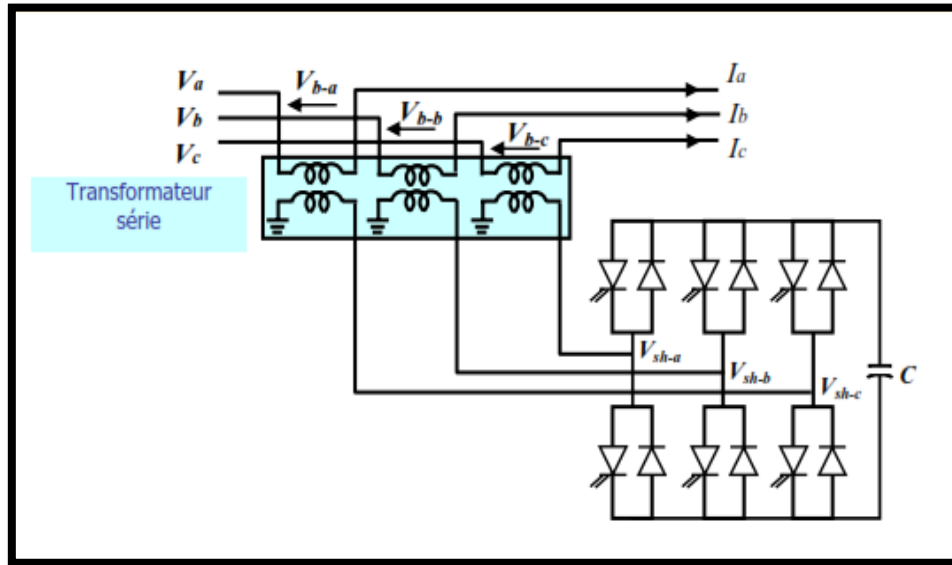 Va
Vb
Vc
Vb-a
Vb-b
Vb-c
Ia
Ib
Ic
Transformateur
série
Vsh-a
Vsh-b
Vsh-c
C